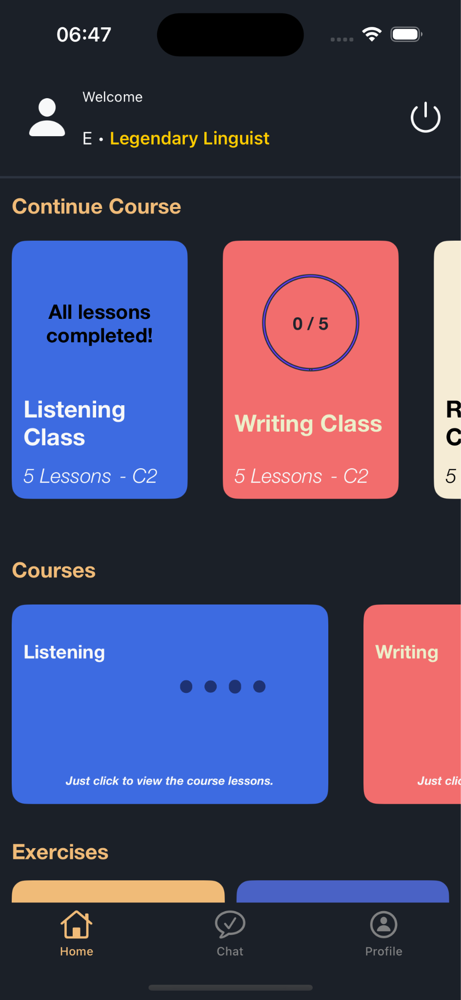 06:47
Welcome
E • Legendary Linguist
Continue Course
All lessons
completed!
Listening
Class
5 Lessons - C2
0 / 5
Writing Class
5 Lessons - C2
R
C
5
Courses
Listening
Just click to view the course lessons.
Writing
Just clic
Exercises
Home
Chat
Profile